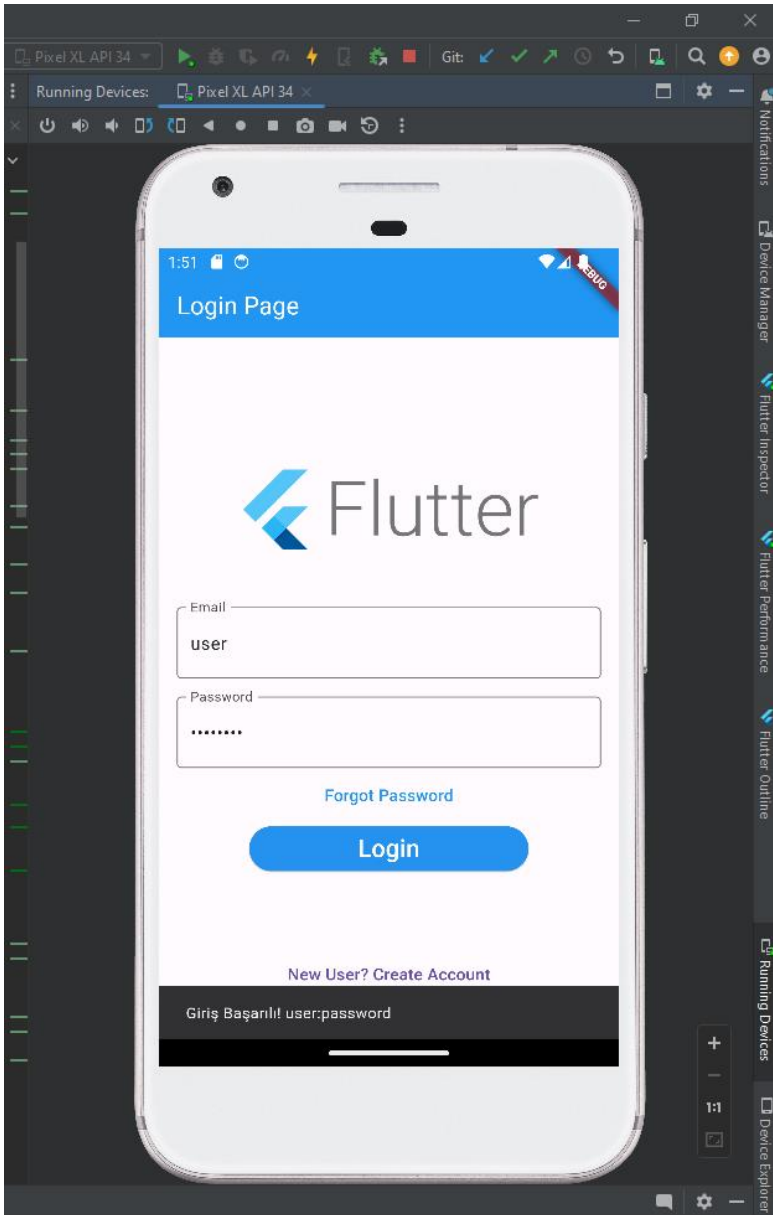 Pixel XL API 34
Git:
Running Devices:
Pixel XL API 34
1:51
DEBUG
Login Page
Flutter
Email
user
Password
••••••••
Forgot Password
Login
New User? Create Account
Giriş Başarılı! user:password
1:1
Notifications
Device Manager
Flutter Inspector
Flutter Performance
Flutter Outline
Running Devices
Device Explorer